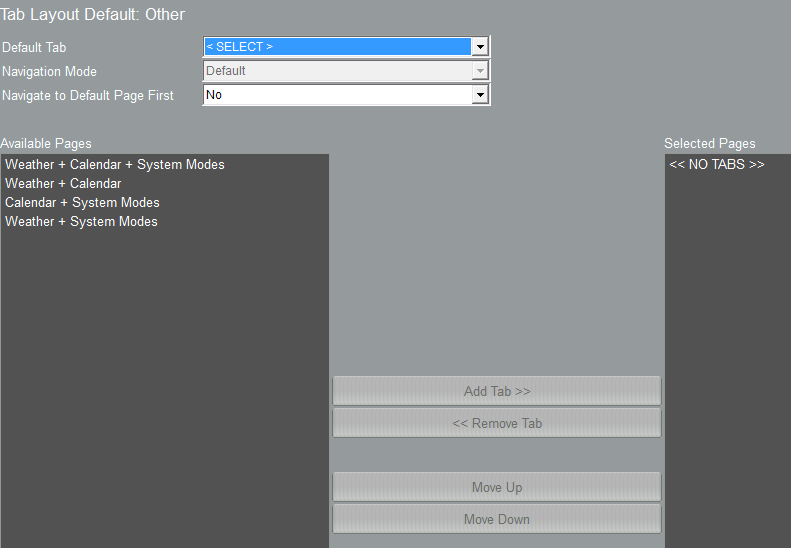 Tab Layout Default: Other
Default Tab
< SELECT >
Navigation Mode
Default
Navigate to Default Page First
No
Available Pages
Selected Pages
Weather + Calendar + System Modes
Weather + Calendar
Calendar + System Modes
Weather + System Modes
<< NO TABS >>
Add Tab >>
<< Remove Tab
Move Up
Move Down